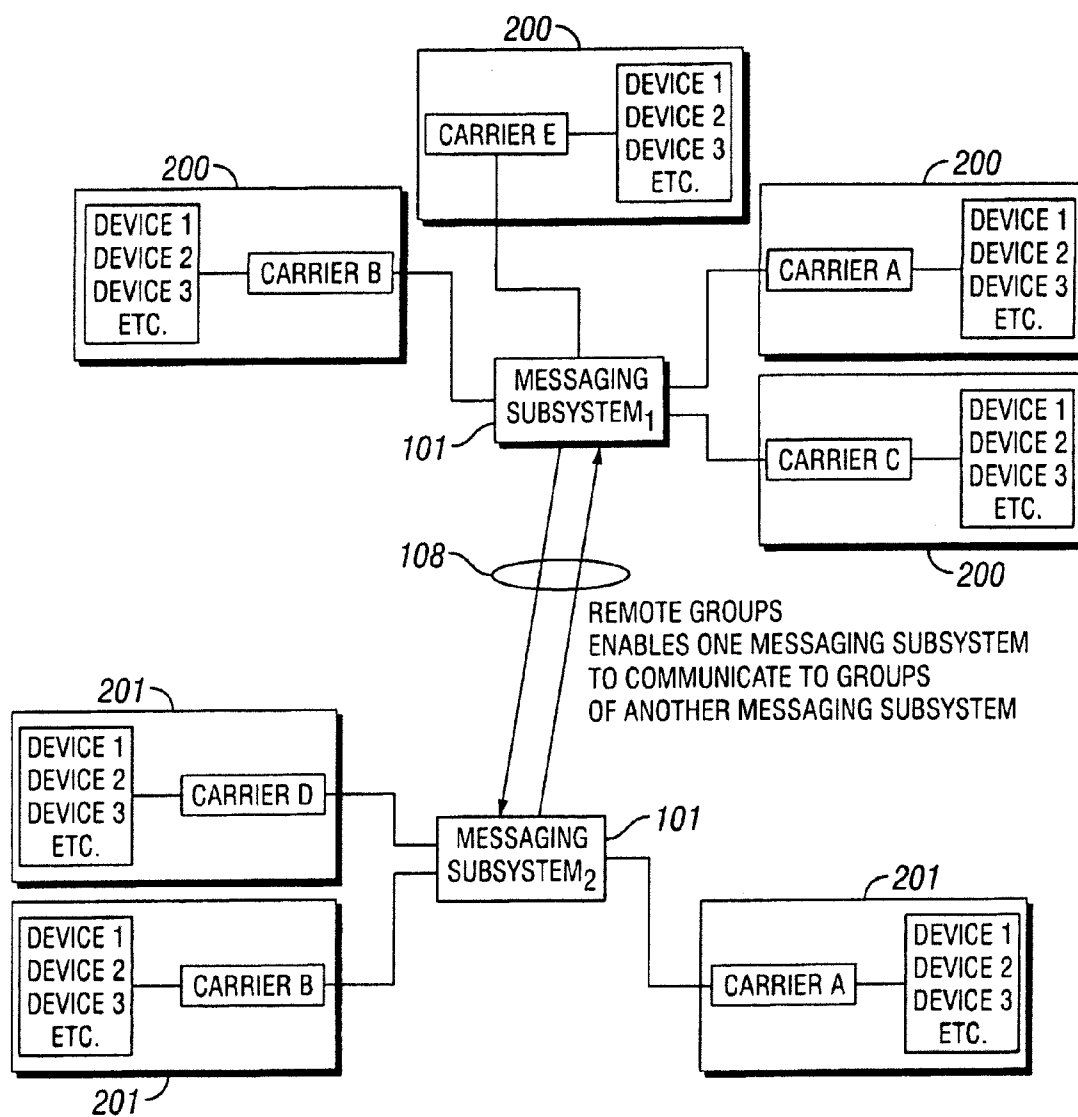 200
CARRIER E
DEVICE 1
DEVICE 2
DEVICE 3
ETC.
200
DEVICE 1
DEVICE 2
DEVICE 3
ETC.
CARRIER B
200
CARRIER A
DEVICE 1
DEVICE 2
DEVICE 3
ETC.
MESSAGING
SUBSYSTEM1
101
CARRIER C
DEVICE 1
DEVICE 2
DEVICE 3
ETC.
200
108
REMOTE GROUPS
ENABLES ONE MESSAGING SUBSYSTEM
TO COMMUNICATE TO GROUPS
OF ANOTHER MESSAGING SUBSYSTEM
201
DEVICE 1
DEVICE 2
DEVICE 3
ETC.
CARRIER D
MESSAGING
SUBSYSTEM2
101
DEVICE 1
DEVICE 2
DEVICE 3
ETC.
CARRIER B
201
201
CARRIER A
DEVICE 1
DEVICE 2
DEVICE 3
ETC.